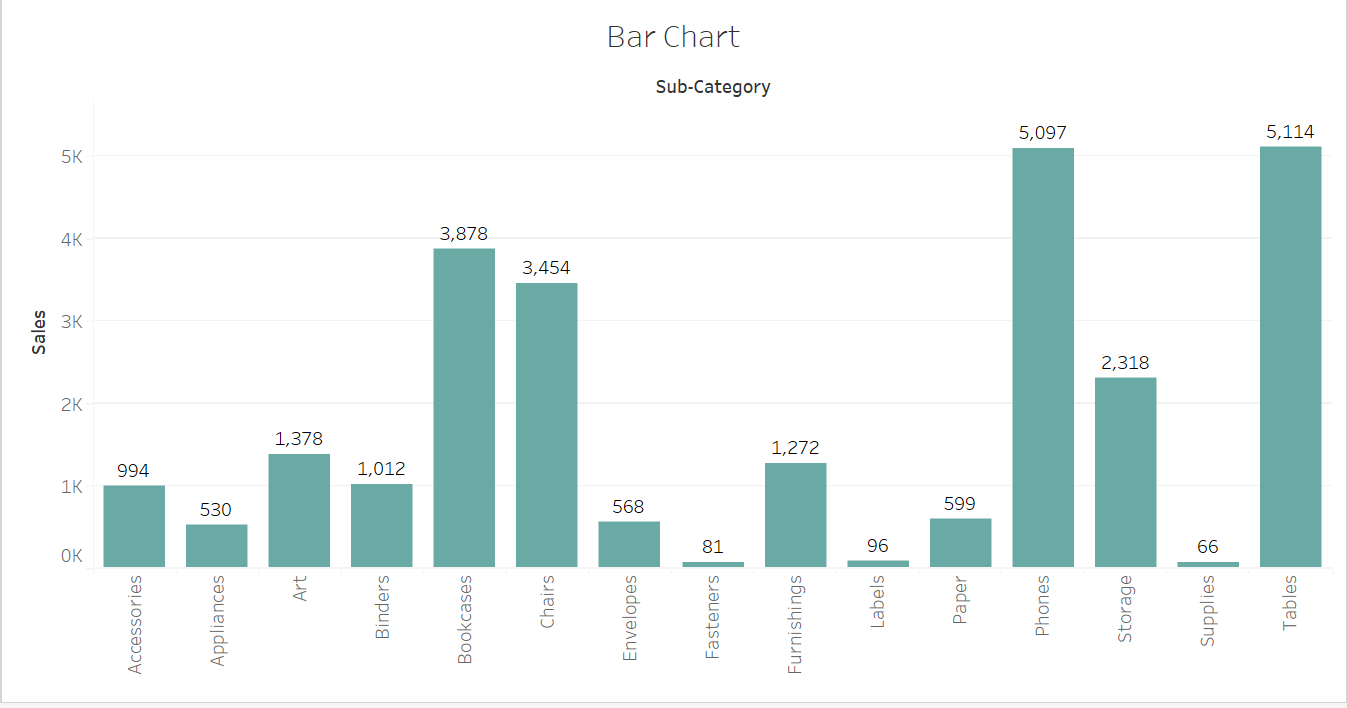 Bar Chart
Sub-Category
Sales
5K
4K
3K
2K
1K
0K
994
530
1,378
1,012
3,878
3,454
568
81
1,272
96
599
5,097
2,318
66
5,114
Accessories
Appliances
Art
Binders
Bookcases
Chairs
Envelopes
Fasteners
Furnishings
Labels
Paper
Phones
Storage
Supplies
Tables